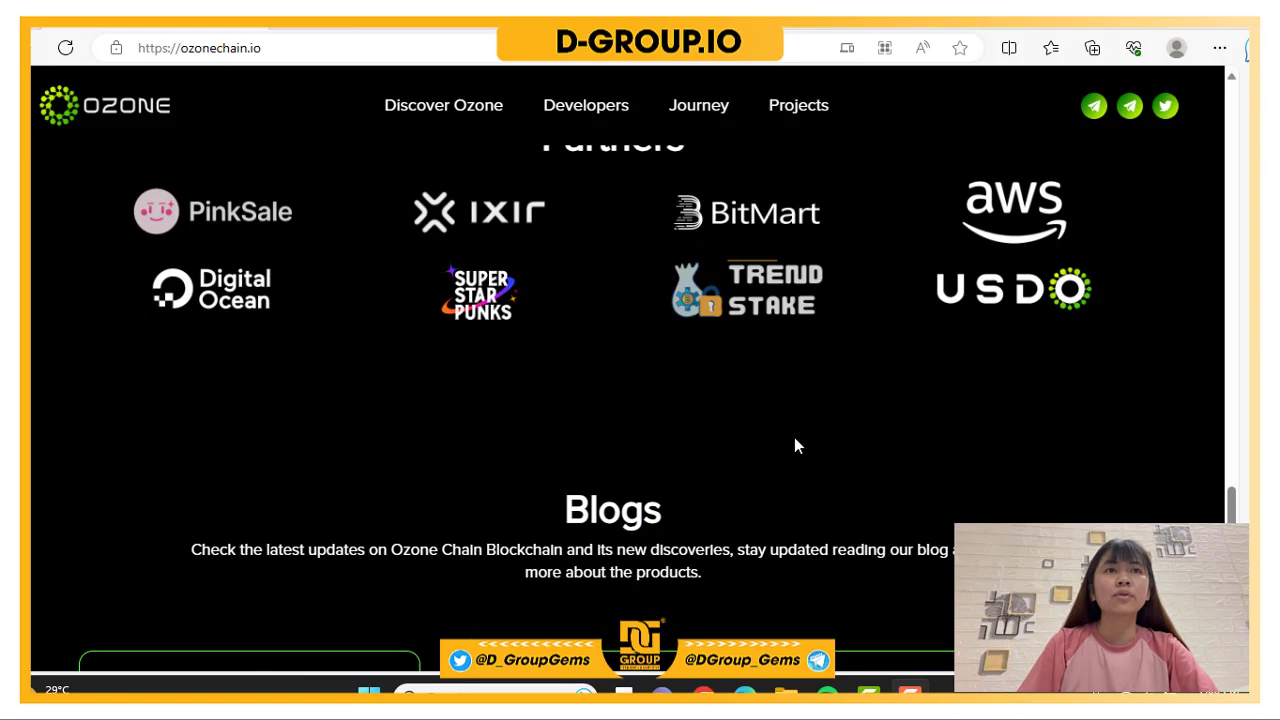 D-GROUP.IO
https://ozonechain.io
OZONE
Discover Ozone
Developers
Journey
Projects
Partners
PinkSale
IXIR
BitMart
aws
Digital
Ocean
SUPER
STAR
PUNKS
TREND
STAKE
USDO
Blogs
Check the latest updates on Ozone Chain Blockchain and its new discoveries, stay updated reading our blog
more about the products.
@D_GroupGems
GROUP
@DGroup_Gems
29°C